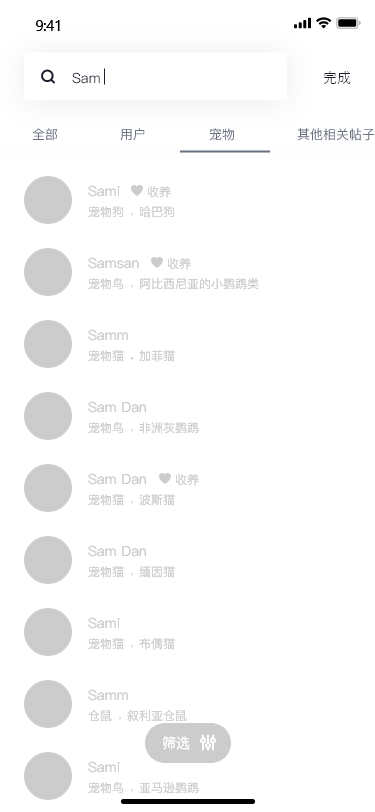 9:41
Sam
完成
全部 用户 宠物 其他相关帖子
Sami 收养
宠物狗 . 哈巴狗
Samsan 收养
宠物鸟 . 阿比西尼亚的小鹦鹉类
Samm
宠物猫 . 加菲猫
Sam Dan
宠物鸟 . 非洲灰鹦鹉
Sam Dan 收养
宠物猫 . 波斯猫
Sam Dan
宠物猫 . 缅因猫
Sami
宠物猫 . 布偶猫
Samm
仓鼠 . 叙利亚仓鼠
筛选
Sami
宠物鸟 . 亚马逊鹦鹉